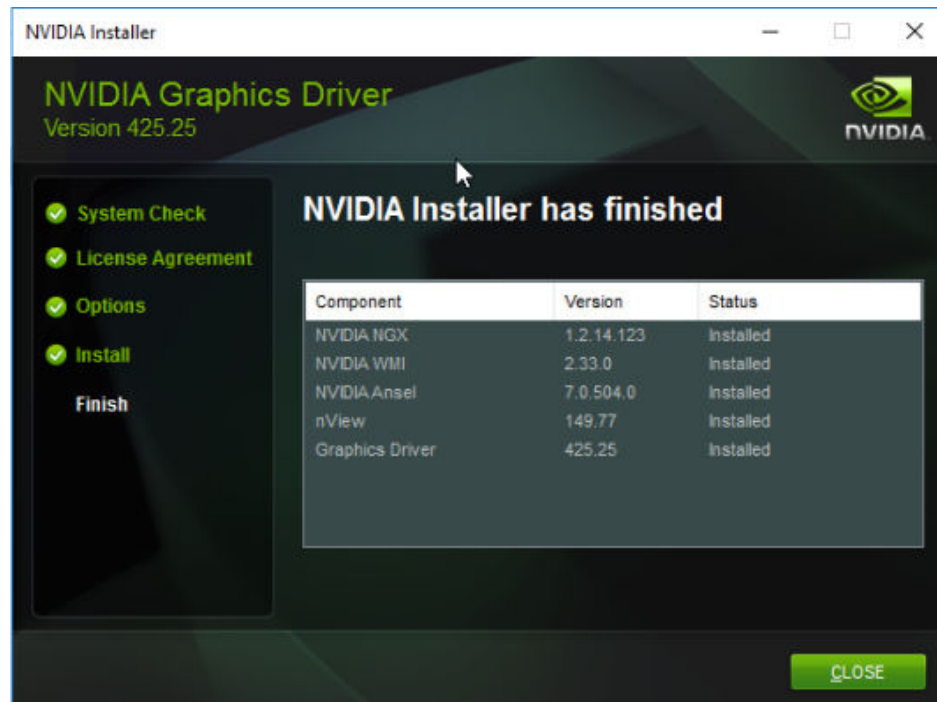 NVIDIA Installer
NVIDIA Graphics Driver
Version 425.25
NVIDIA
System Check
License Agreement
Options
Install
Finish
NVIDIA Installer has finished
Component Version Status
NVIDIA NGX 1.2.14.123 Installed
NVIDIA WMI 2.33.0 Installed
NVIDIA Ansel 7.0.504.0 Installed
nView 149.77 Installed
Graphics Driver 425.25 Installed
CLOSE